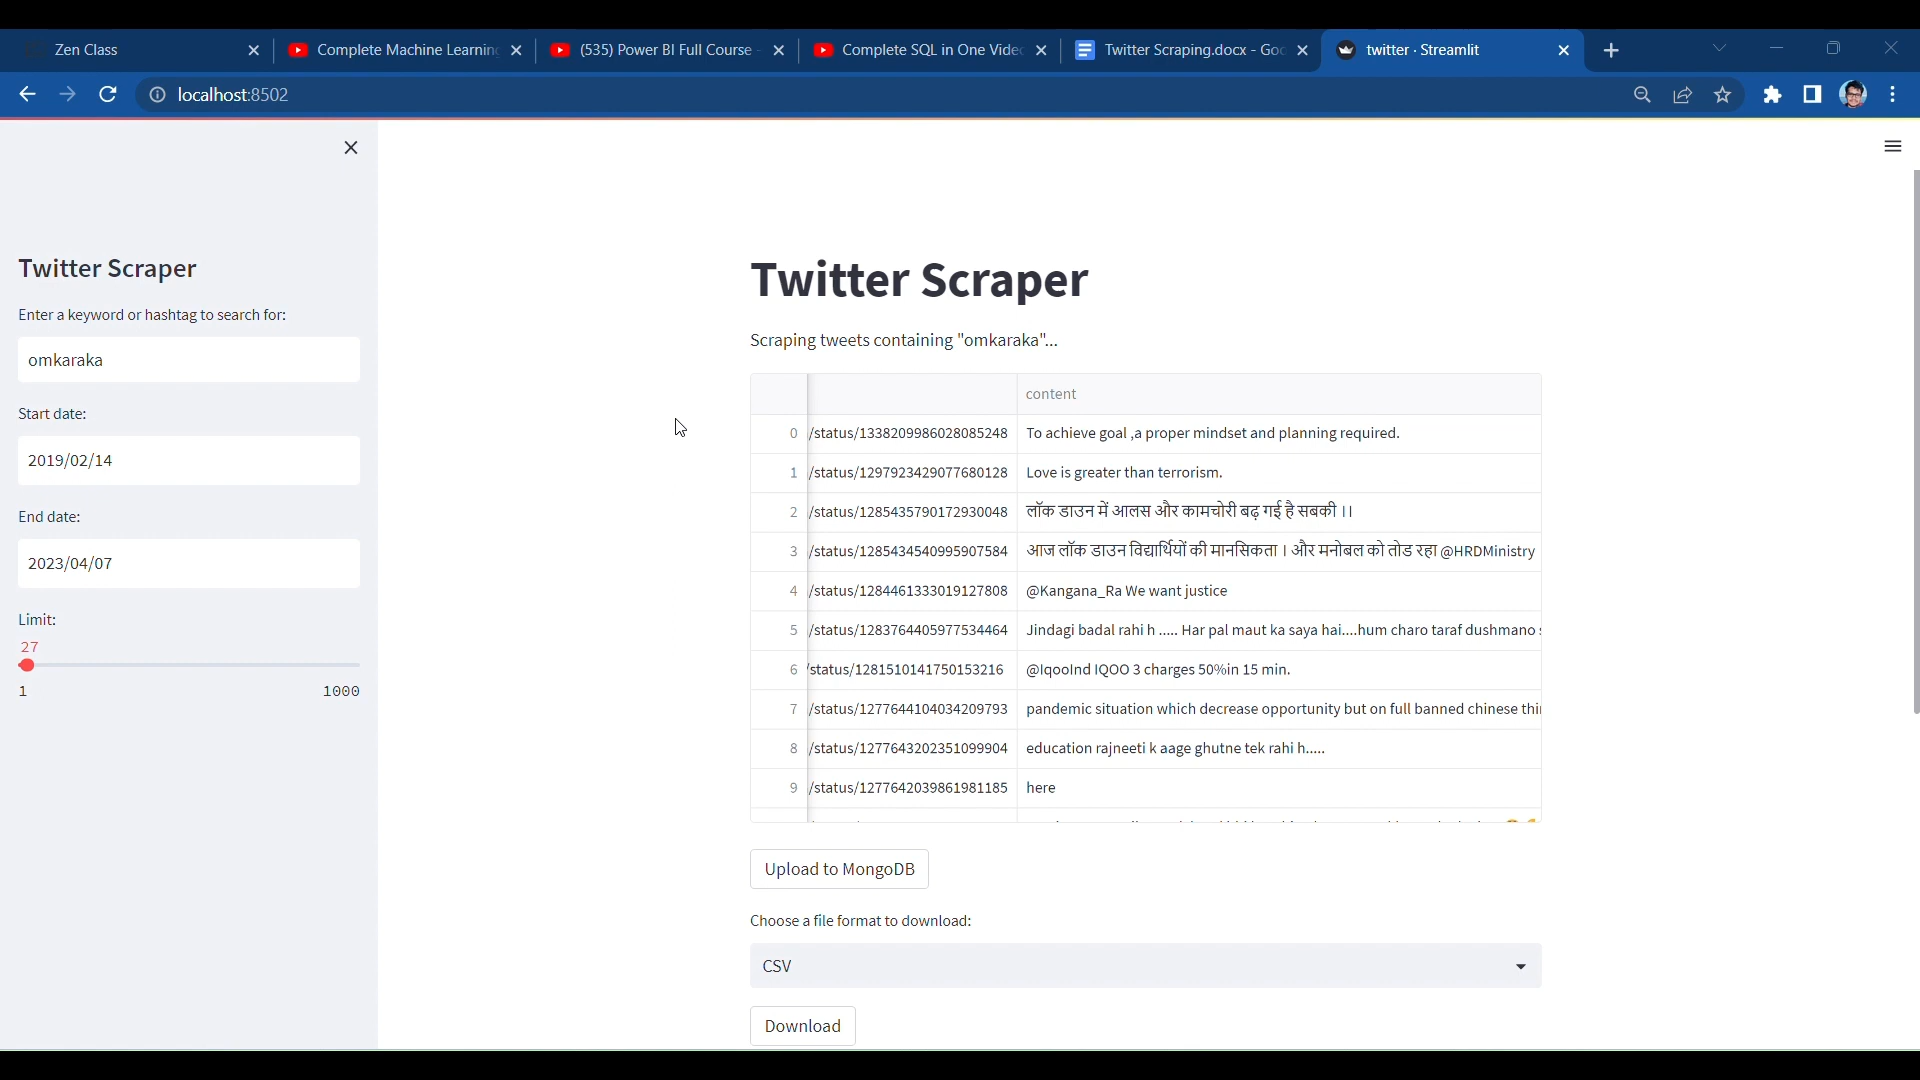 Zen Class
Complete Machine Learning
(535) Power BI Full Course -
Complete SQL in One Video
Twitter Scraping.docx - Goo
twitter · Streamlit
localhost:8502
Twitter Scraper
Enter a keyword or hashtag to search for:
omkaraka
Start date:
2019/02/14
End date:
2023/04/07
Limit:
27
1 1000
Twitter Scraper
Scraping tweets containing "omkaraka"...
content
0 /status/1338209986028085248 To achieve goal ,a proper mindset and planning required.
1 /status/1297923429077680128 Love is greater than terrorism.
2 /status/1285435790172930048 लॉक डाउन में आलस और कामचोरी बढ़ गई है सबकी ।।
3 /status/1285434540995907584 आज लॉक डाउन विद्यार्थियों की मानसिकता । और मनोबल को तोड रहा @HRDMinistry
4 /status/1284461333019127808 @Kangana_Ra We want justice
5 /status/1283764405977534464 Jindagi badal rahi h ..... Har pal maut ka saya hai....hum charo taraf dushmano
6 /status/1281510141750153216 @IqooInd IQOO 3 charges 50%in 15 min.
7 /status/1277644104034209793 pandemic situation which decrease opportunity but on full banned chinese thi
8 /status/1277643202351099904 education rajneeti k aage ghutne tek rahi h.....
9 /status/1277642039861981185 here
Upload to MongoDB
Choose a file format to download:
CSV
Download